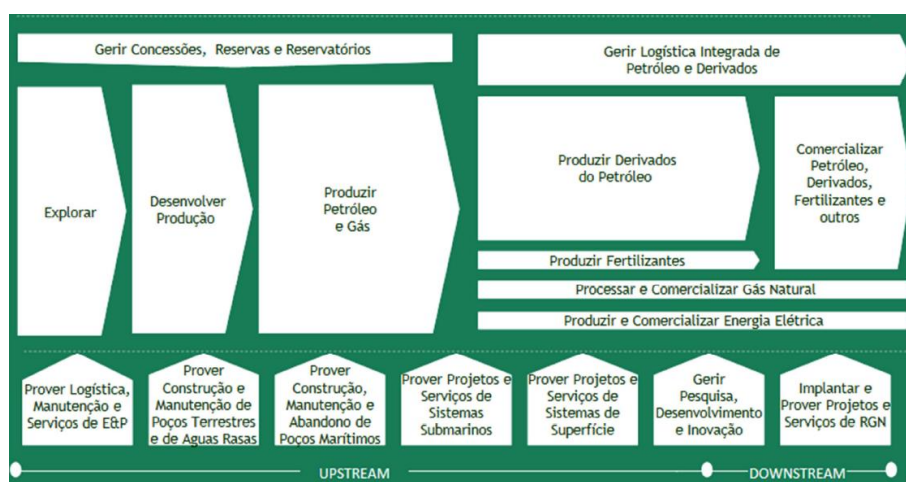 Gerir Concessões, Reservas e Reservatórios
Gerir Logística Integrada de
Petróleo e Derivados
Explorar
Desenvolver
Produção
Produzir
Petróleo
e Gás
Produzir Derivados
do Petróleo
Comercializar
Petróleo,
Derivados,
Fertilizantes e
outros
Produzir Fertilizantes
Processar e Comercializar Gás Natural
Produzir e Comercializar Energia Elétrica
Prover Logística,
Manutenção e
Serviços de E&P
Prover
Construção e
Manutenção de
Poços Terrestres
e de Aguas Rasas
Prover
Construção,
Manutenção e
Abandono de
Poços Marítimos
Prover Projetos e
Serviços de
Sistemas
Submarinos
Prover Projetos e
Serviços de
Sistemas de
Superfície
Gerir
Pesquisa,
Desenvolvimento
e Inovação
Implantar e
Prover Projetos e
Serviços de RGN
UPSTREAM
DOWNSTREAM